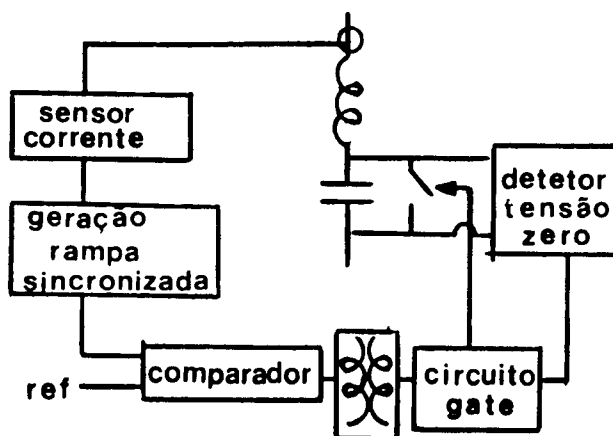 sensor
corrente
geração
rampa
sincronizada
detetor
tensão
zero
ref
comparador
circuito
gate